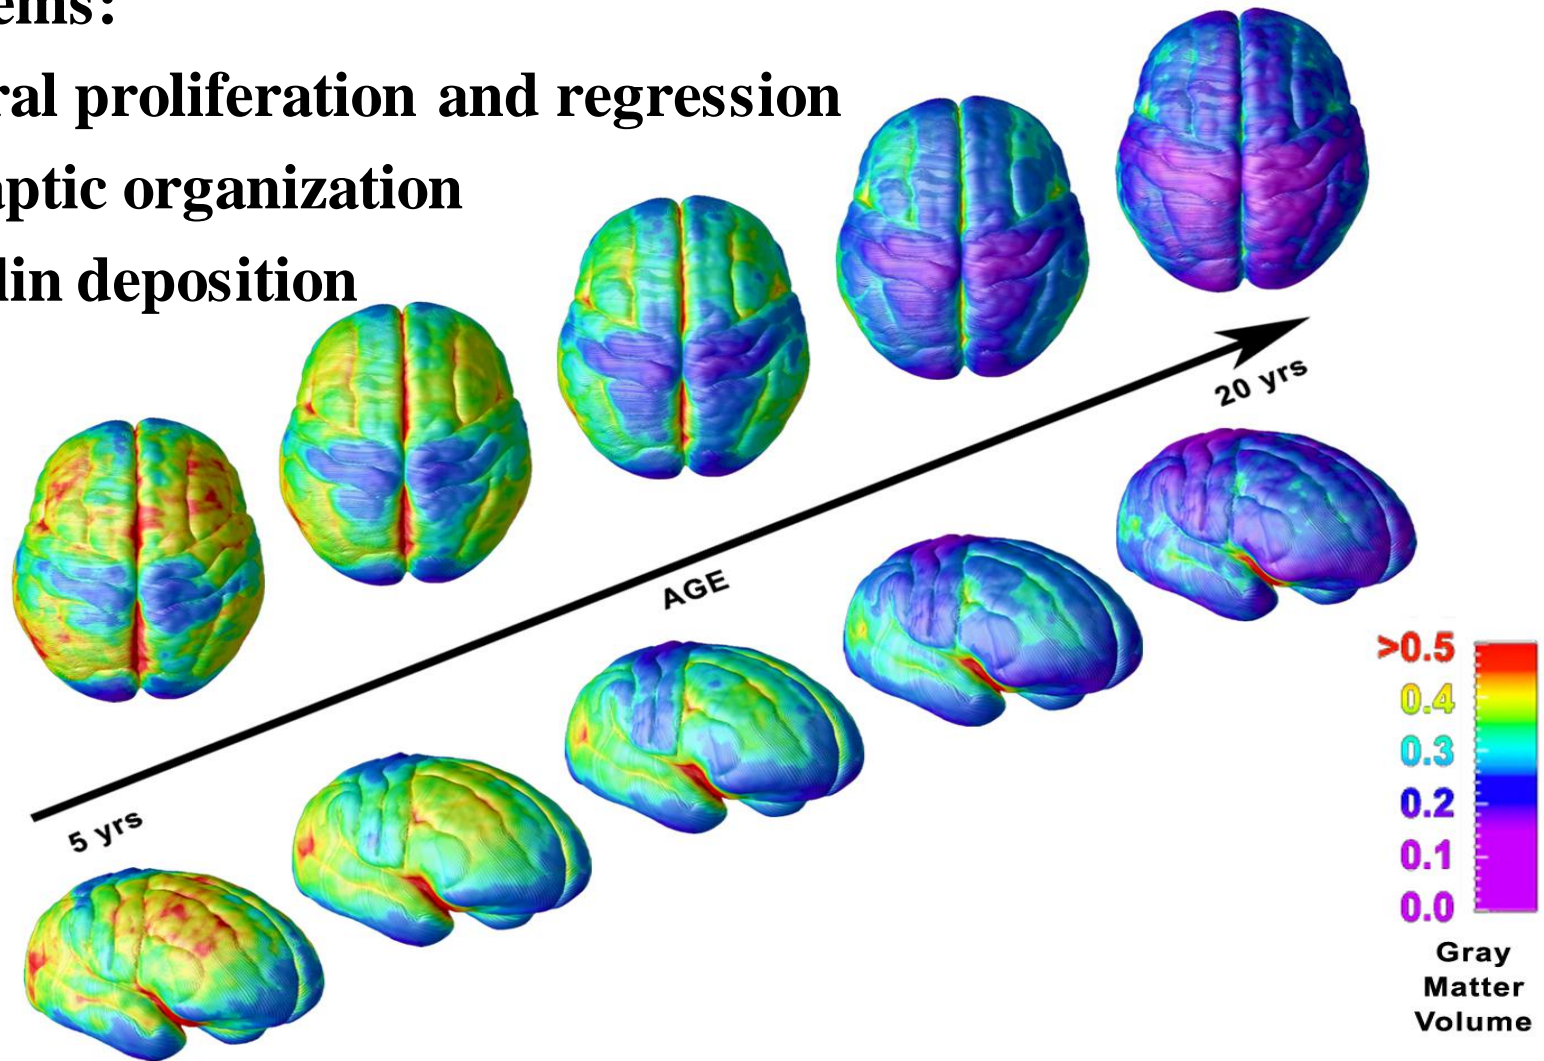 ems:
ral proliferation and regression
aptic organization
lin deposition
20 yrs
AGE
5 yrs
>0.5
0.4
0.3
0.2
0.1
0.0
Gray
Matter
Volume